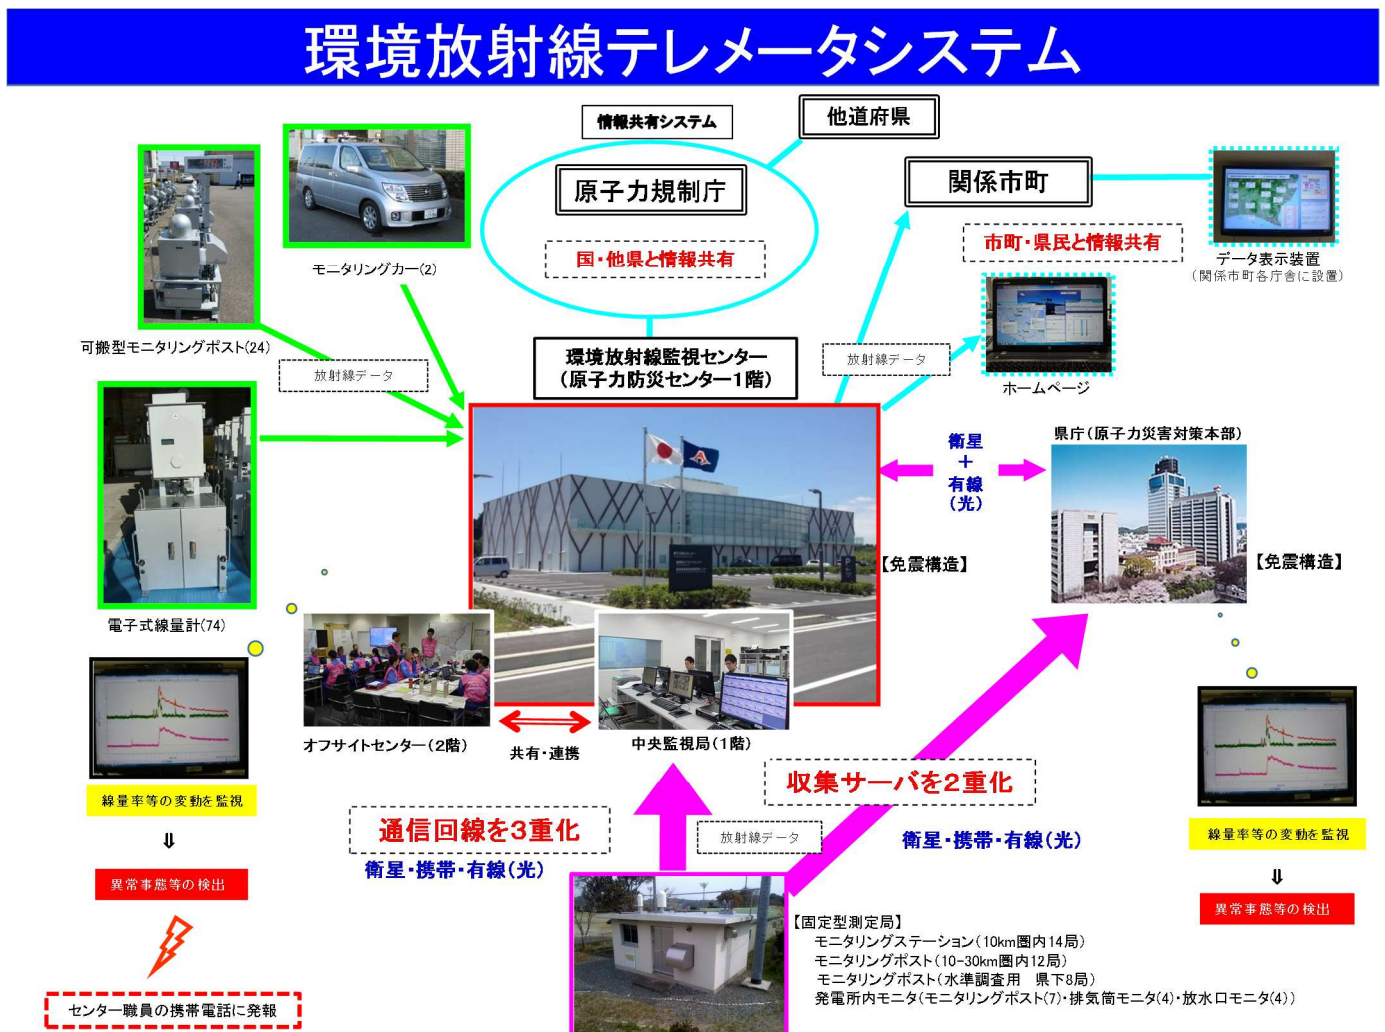 環境放射線テレメータシステム
情報共有システム
他道府県
原子力規制庁
国・他県と情報共有
関係市町
市町・県民と情報共有
データ表示装置
(関係市町各庁舎に設置)
モニタリングカー(2)
可搬型モニタリングポスト(24)
放射線データ
環境放射線監視センター
(原子力防災センター1階)
放射線データ
ホームページ
衛星
+
有線
(光)
県庁(原子力災害対策本部)
【免震構造】
【免震構造】
電子式線量計(74)
オフサイトセンター(2階)
共有・連携
中央監視局(1階)
線量率等の変動を監視
⇓
異常事態等の検出
センター職員の携帯電話に発報
通信回線を3重化
衛星・携帯・有線(光)
放射線データ
収集サーバを2重化
衛星・携帯・有線(光)
線量率等の変動を監視
⇓
異常事態等の検出
【固定型測定局】
モニタリングステーション(10km圏内14局)
モニタリングポスト(10-30km圏内12局)
モニタリングポスト(水準調査用 県下8局)
発電所内モニタ(モニタリングポスト(7)・排気筒モニタ(4)・放水口モニタ(4))